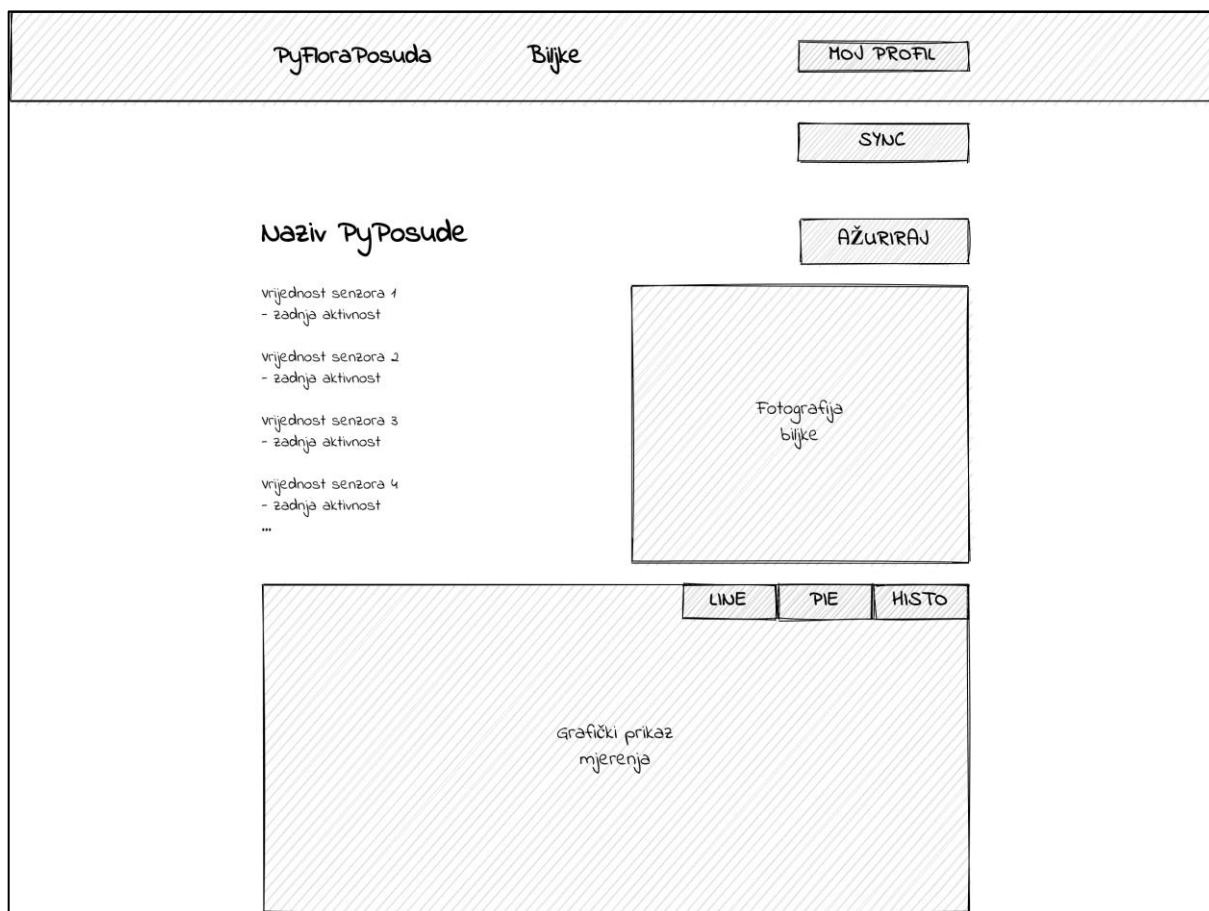 PyFloraPosuda
Biljke
MOJ PROFIL
SYNC
Naziv PyPosude
AŽURIRAJ
Vrijednost senzora 1
- zadnja aktivnost
Vrijednost senzora 2
- zadnja aktivnost
Vrijednost senzora 3
- zadnja aktivnost
Vrijednost senzora 4
- zadnja aktivnost
...
Fotografija
biljke
LINE
PIE
HISTO
Grafički prikaz
mjerenja